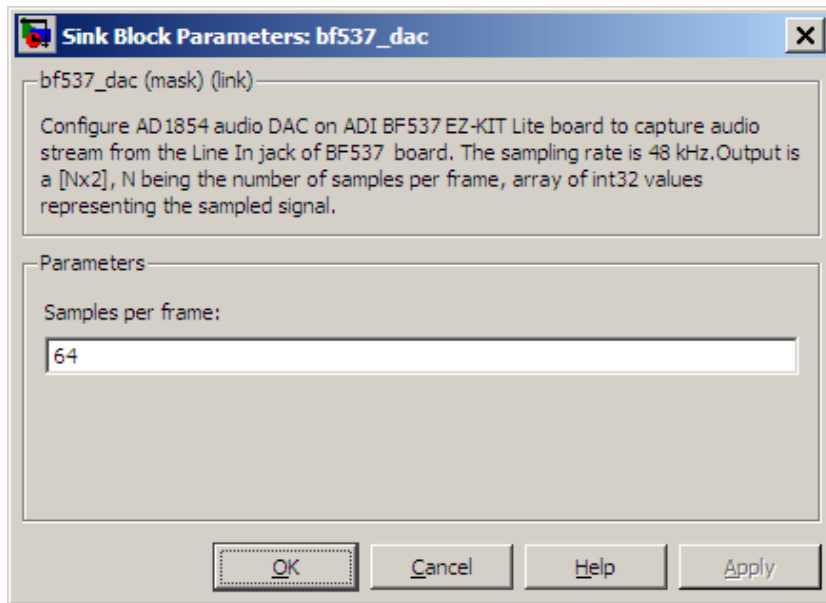 Sink Block Parameters: bf537_dac
bf537_dac (mask) (link)
Configure AD1854 audio DAC on ADI BF537 EZ-KIT Lite board to capture audio
stream from the Line In jack of BF537 board. The sampling rate is 48 kHz.Output is
a [Nx2], N being the number of samples per frame, array of int32 values
representing the sampled signal.
Parameters
Samples per frame:
64
OK Cancel Help Apply